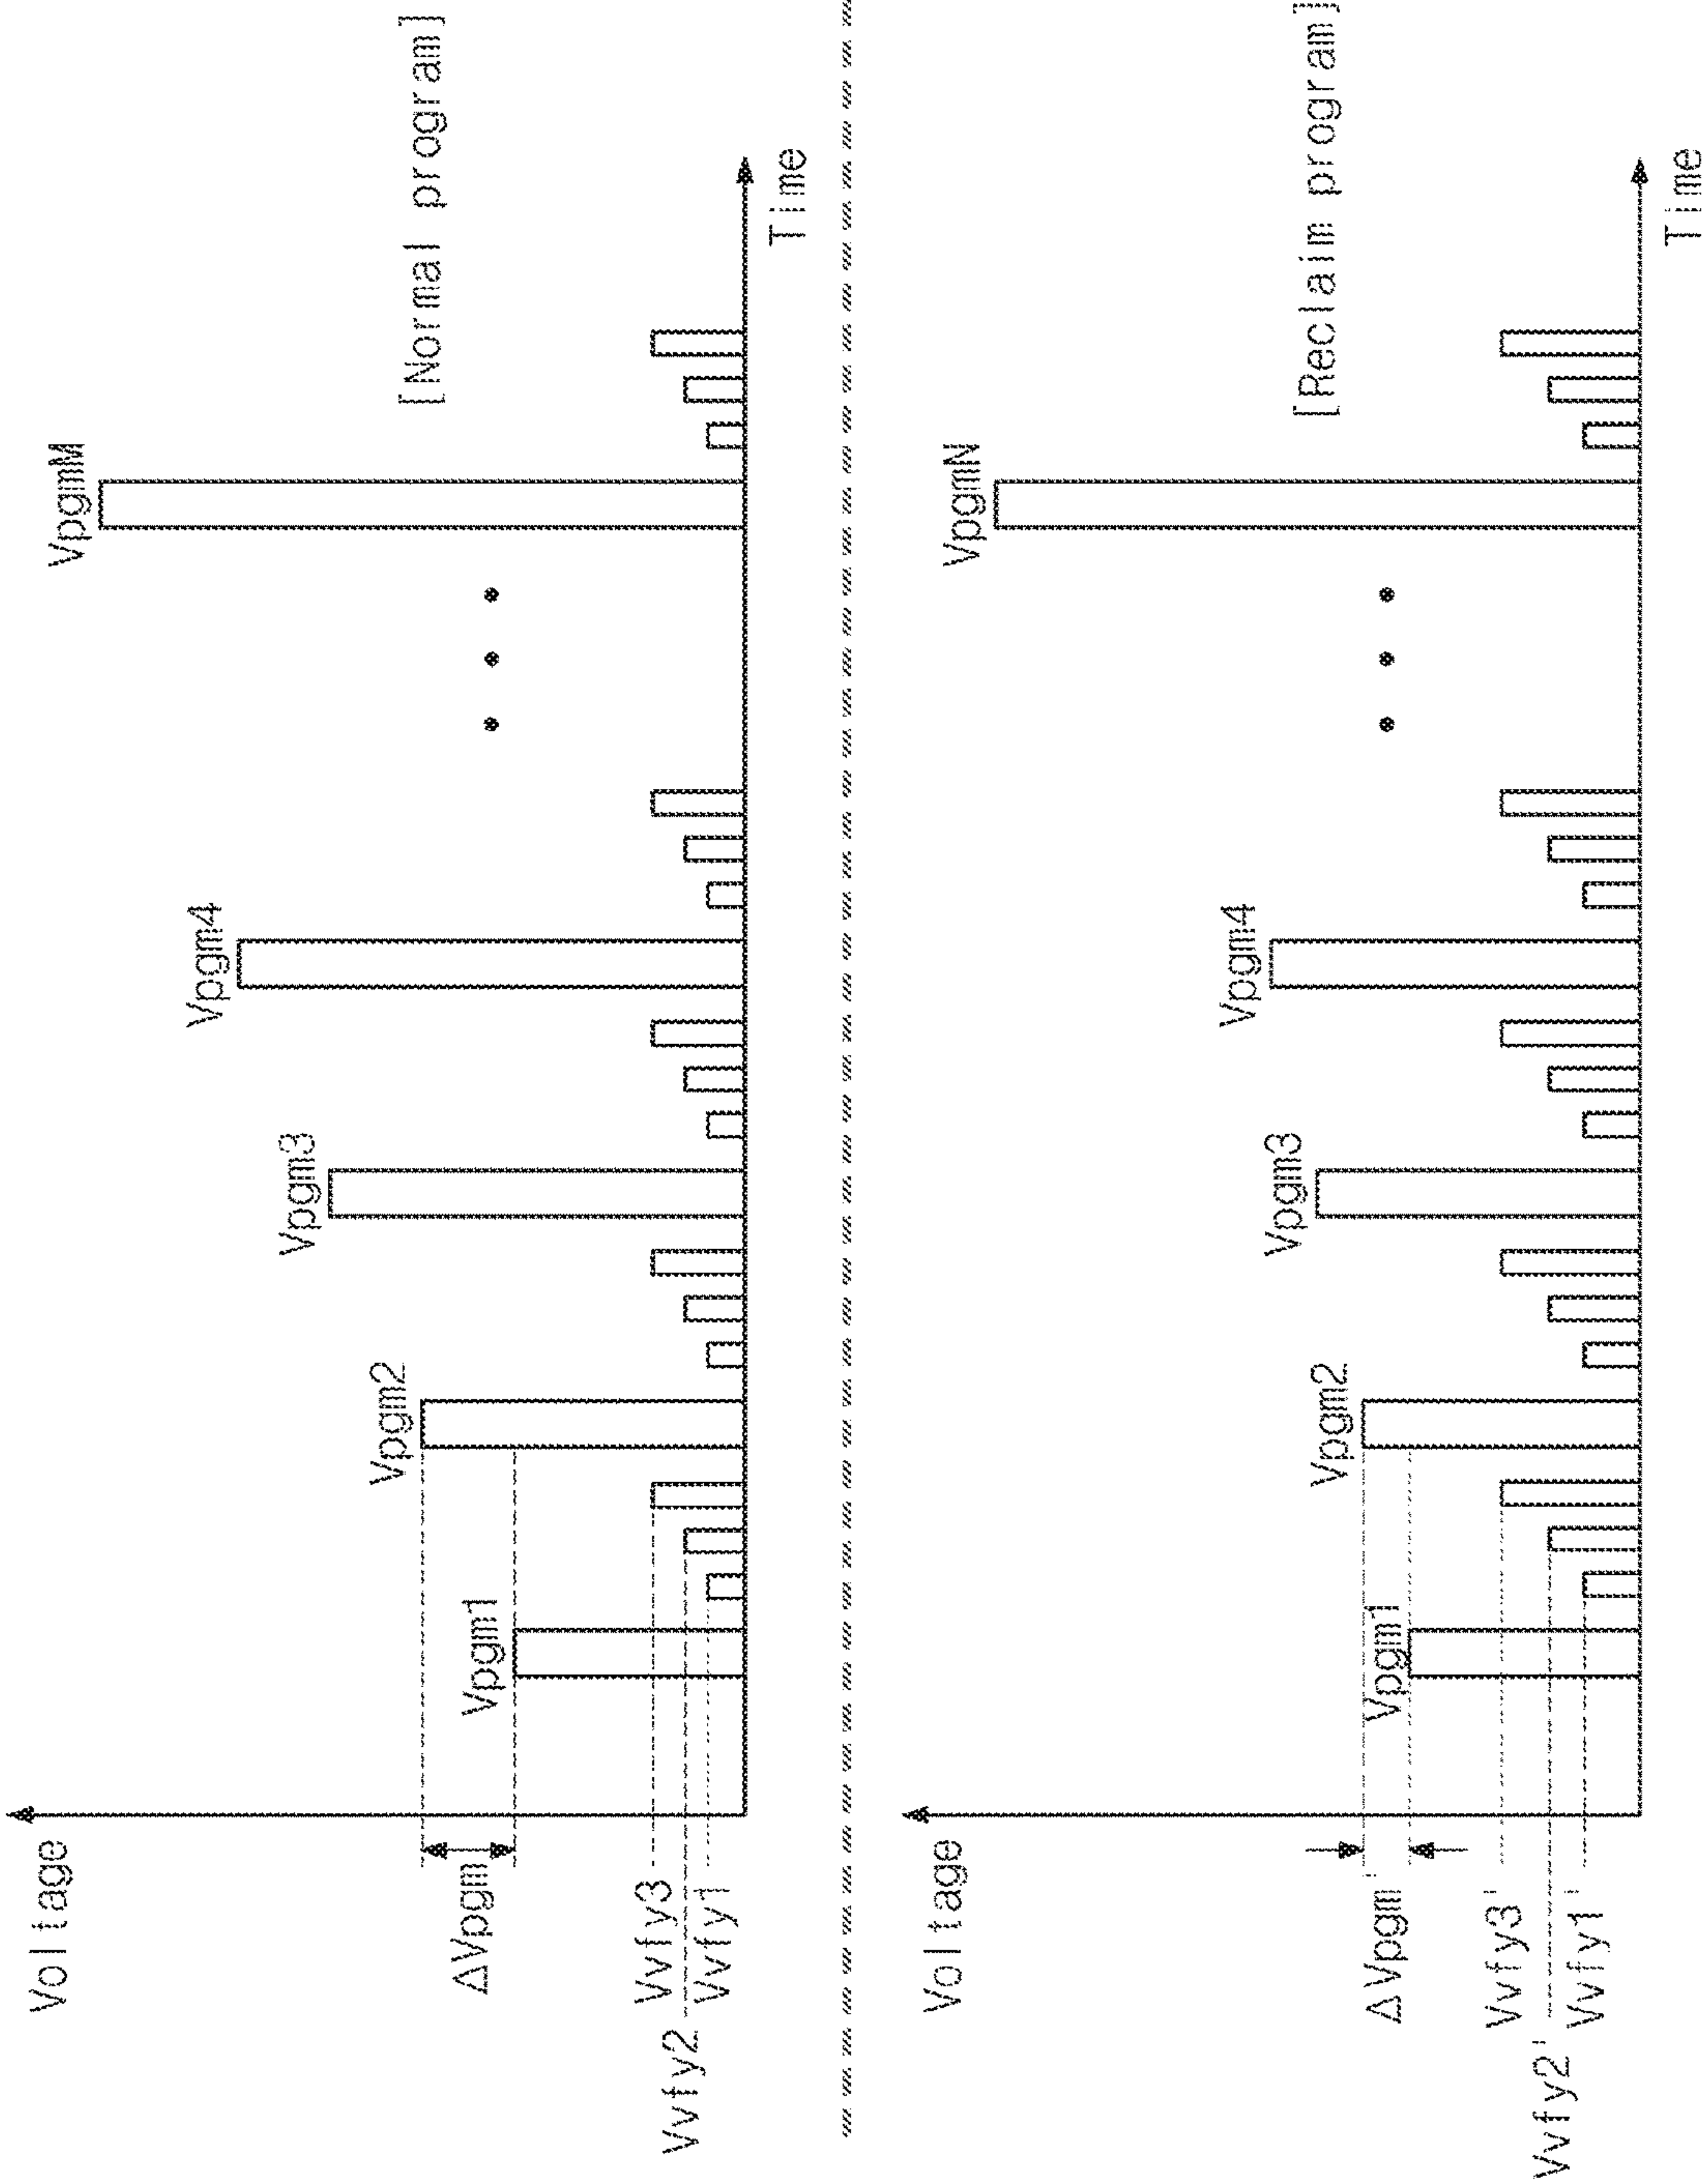 Voltage
[Normal program]
VpgmM
Vpgm4
Vpgm3
Vpgm2
Vpgm1
ΔVpgm
Vvfy3
Vvfy2
Vvfy1
Time
Voltage
[Reclaim program]
VpgmN
Vpgm4
Vpgm3
Vpgm2
Vpgm1
ΔVpgm'
Vvfy3'
Vvfy2'
Vvfy1'
Time